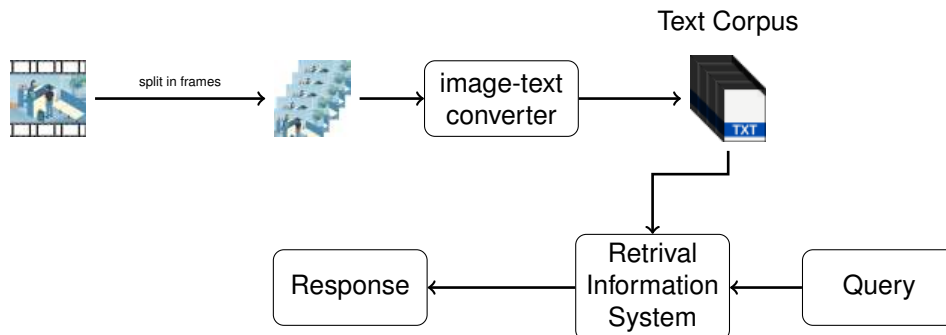 Text Corpus
split in frames
image-text
converter
TXT
Response
Retrival
Information
System
Query